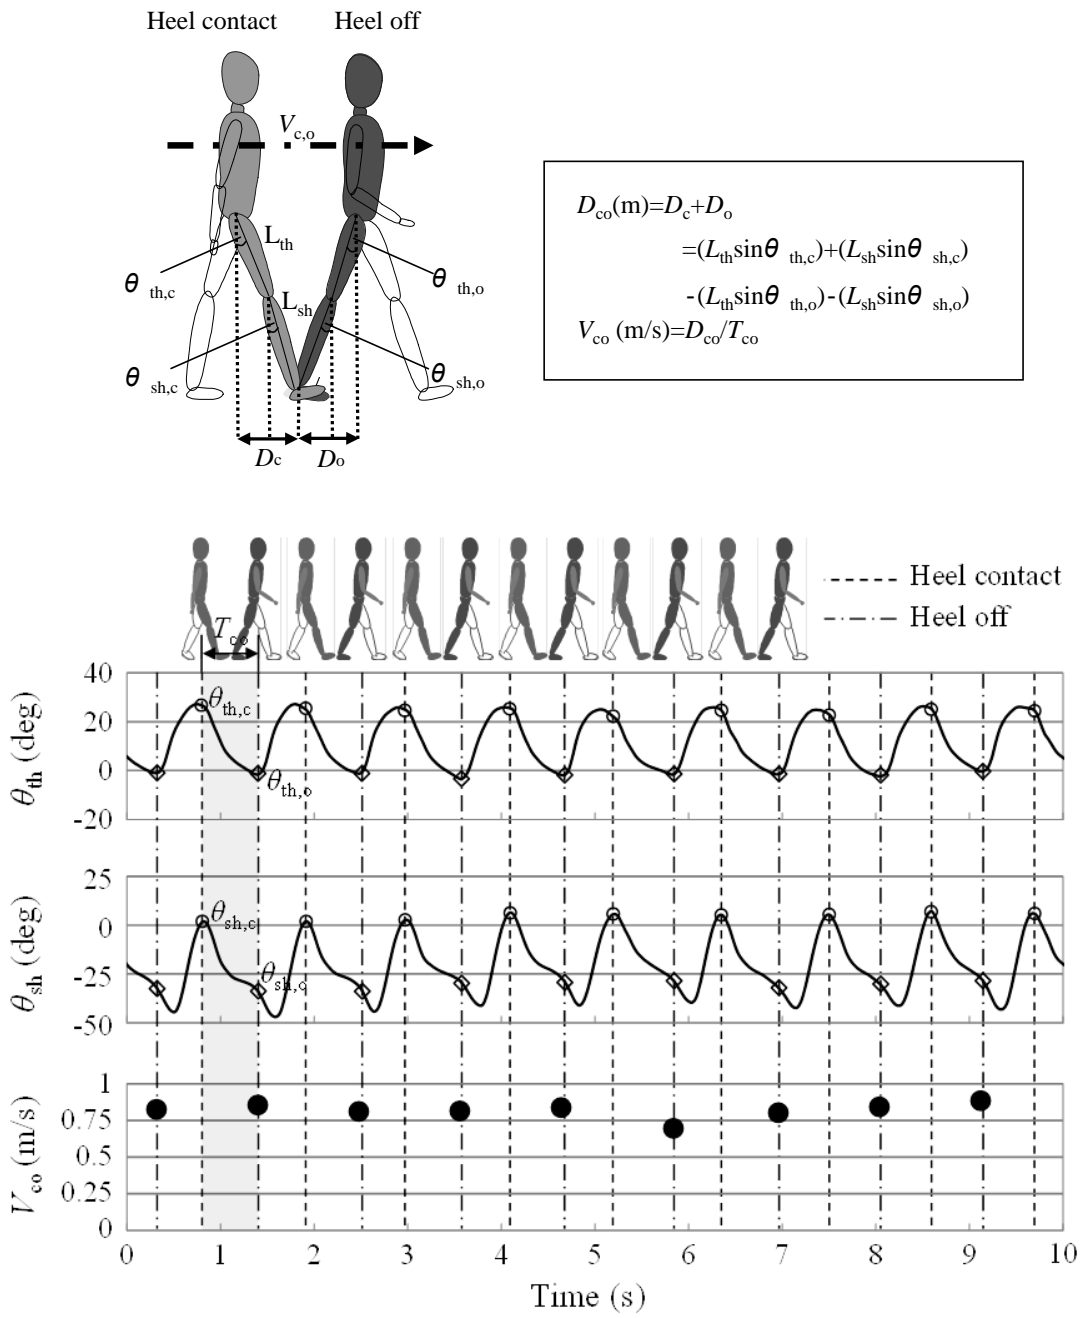 Heel contact Heel off
V c,o
L th
θ th,c θ th,o
L sh
θ sh,c θ sh,o
Dc Do
Dco(m)=Dc+Do
=(Lthsinθ th,c)+(Lshsinθ sh,c)
-(Lthsinθ th,o)-(Lshsinθ sh,o)
Vco (m/s)=Dco/Tco
Heel contact
Heel off
Tco
θth (deg)
40
20
0
-20
θth,c
θth,o
θsh (deg)
25
0
-25
-50
θsh,c
θsh,o
Vco (m/s)
1
0.75
0.5
0.25
0
0 1 2 3 4 5 6 7 8 9 10
Time (s)